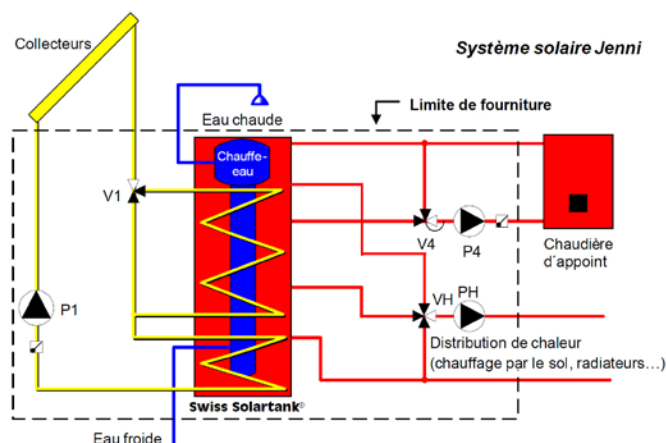 Système solaire Jenni
Collecteurs
Eau chaude
Limite de fourniture
Chauffe-
eau
V1
V4
P4
Chaudière
d´appoint
P1
VH
PH
Distribution de chaleur
(chauffage par le sol, radiateurs...)
Swiss Solartank®
Eau froide